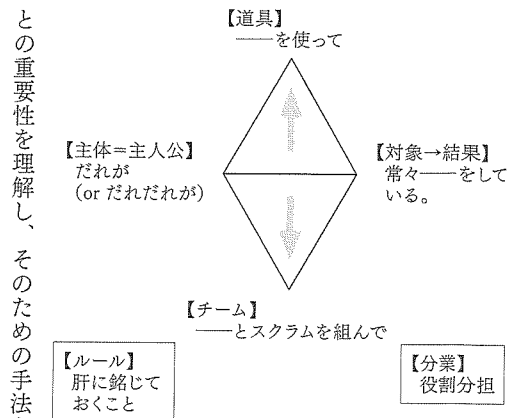 との重要性を理解し、そのための手法
【道具】
――を使って
【主体＝主人公】
だれが
(or だれだれが)
【対象→結果】
常々――をして
いる。
【チーム】
――とスクラムを組んで
【ルール】
肝に銘じて
おくこと
【分業】
役割分担